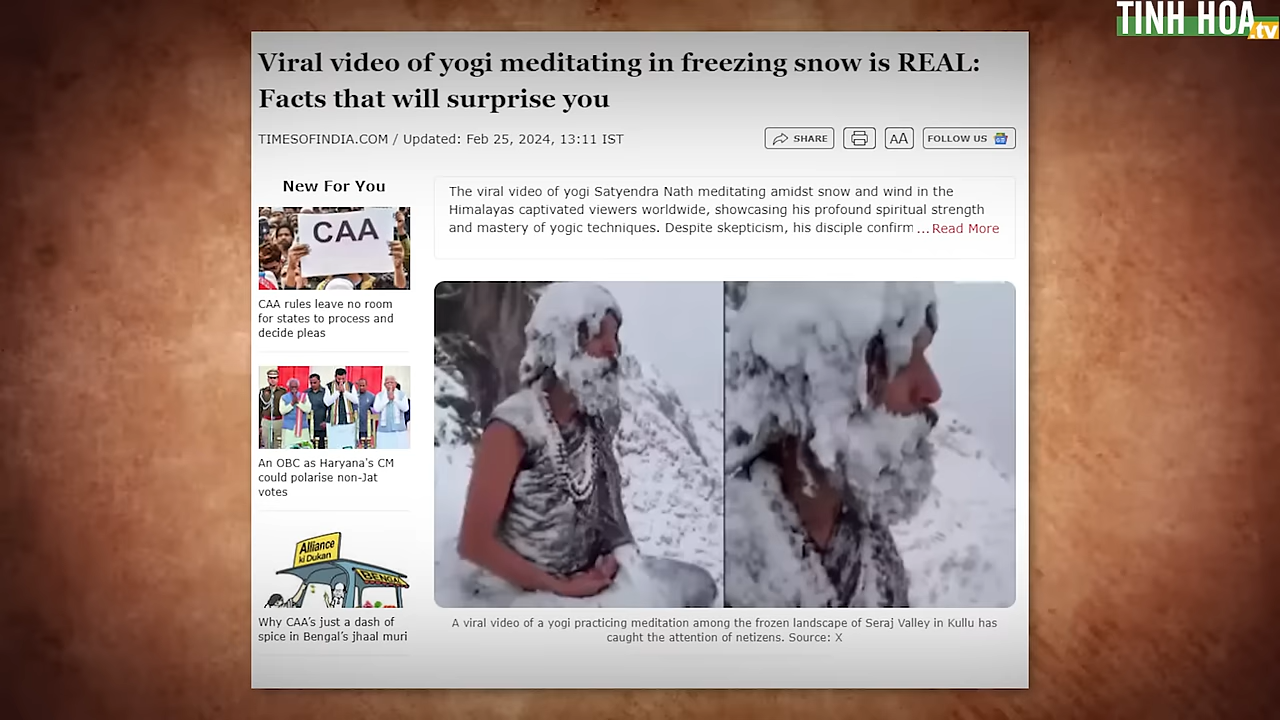 TINH HOA
.tv
Viral video of yogi meditating in freezing snow is REAL:
Facts that will surprise you
TIMESOFINDIA.COM / Updated: Feb 25, 2024, 13:11 IST
SHARE
AA
FOLLOW US
New For You
CAA
CAA rules leave no room
for states to process and
decide pleas
An OBC as Haryana's CM
could polarise non-Jat
votes
Alliance
ki Dukan
BENGAL
Why CAA's just a dash of
spice in Bengal's jhaal muri
The viral video of yogi Satyendra Nath meditating amidst snow and wind in the
Himalayas captivated viewers worldwide, showcasing his profound spiritual strength
and mastery of yogic techniques. Despite skepticism, his disciple confirm ... Read More
A viral video of a yogi practicing meditation among the frozen landscape of Seraj Valley in Kullu has
caught the attention of netizens. Source: X